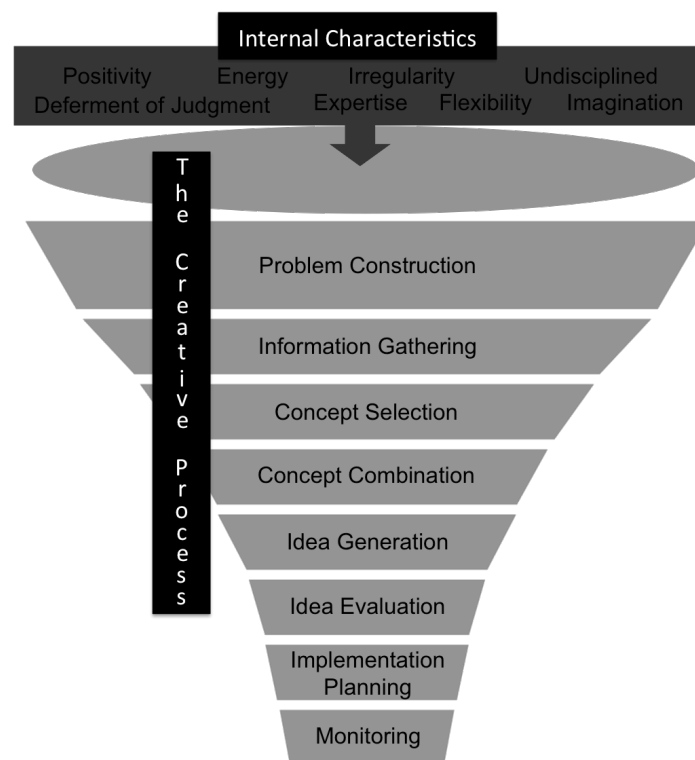 Internal Characteristics
Positivity Energy Irregularity Undisciplined
Deferment of Judgment Expertise Flexibility Imagination
The Creative Process
Problem Construction
Information Gathering
Concept Selection
Concept Combination
Idea Generation
Idea Evaluation
Implementation
Planning
Monitoring